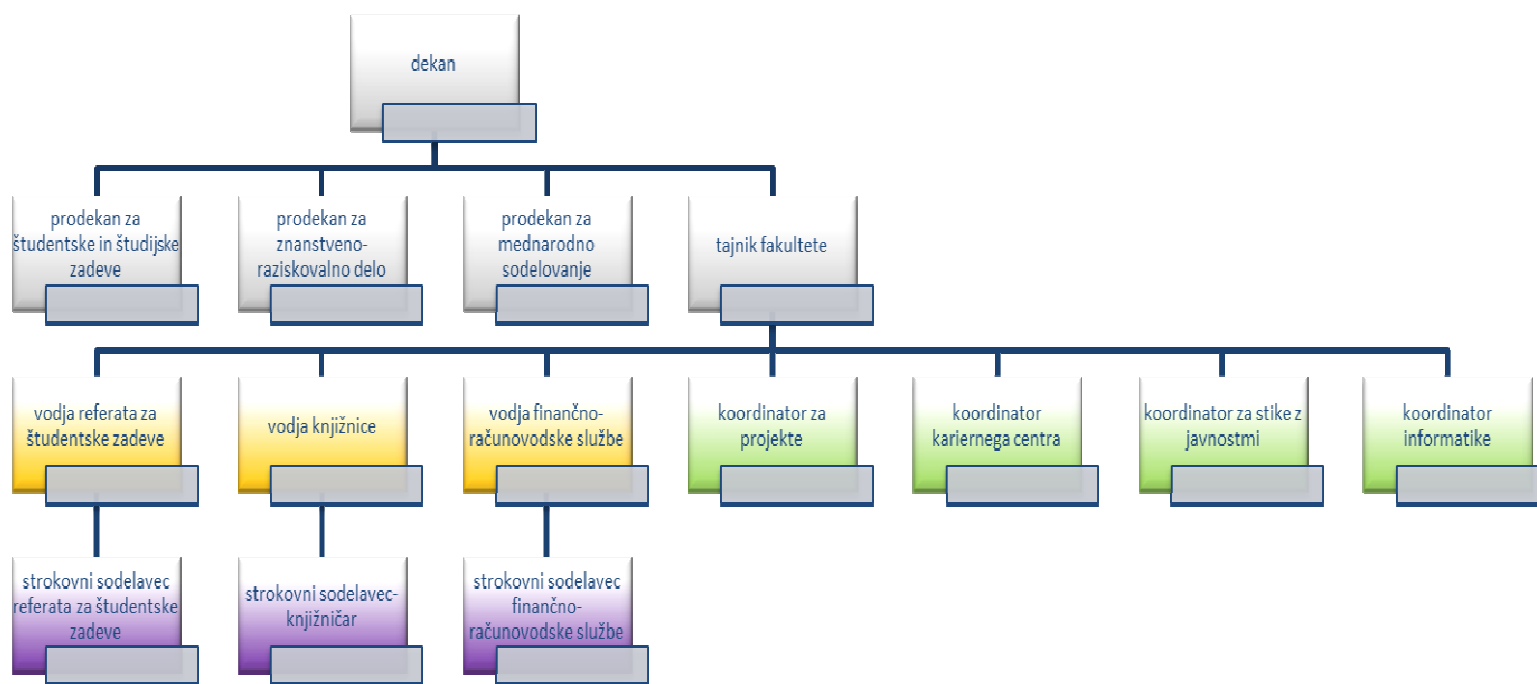 dekan
prodekan za
študentske in študijske
zadeve
prodekan za
znanstveno-
raziskovalno delo
prodekan za
mednarodno
sodelovanje
tajnik fakultete
vodja referata za
študentske zadeve
vodja knjižnice
vodja finančno-
računovodske službe
koordinator za
projekte
koordinator
kariernega centra
koordinator za stike z
javnostmi
koordinator
informatike
strokovni sodelavec
referata za študentske
zadeve
strokovni sodelavec-
knjižničar
strokovni sodelavec
finančno-
računovodske službe